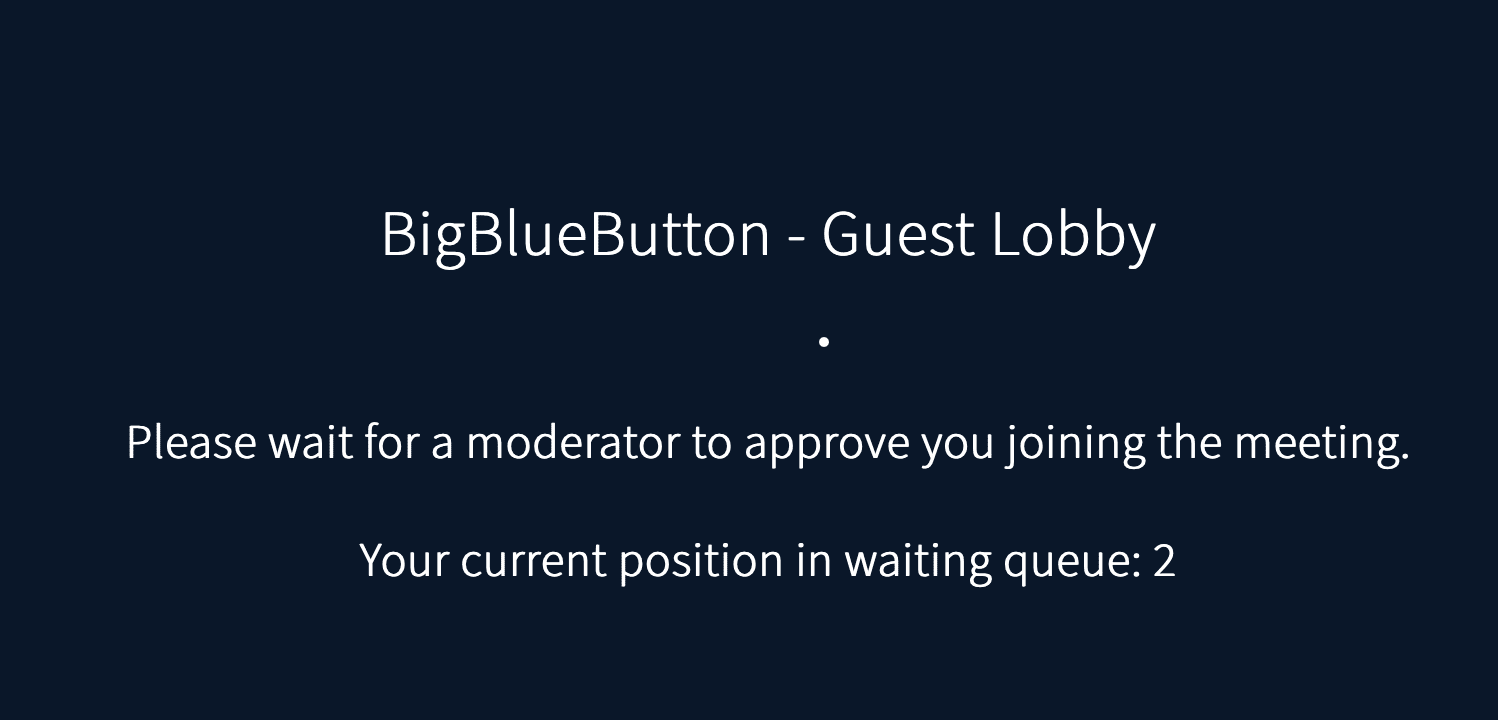 BigBlueButton - Guest Lobby
Please wait for a moderator to approve you joining the meeting.
Your current position in waiting queue: 2